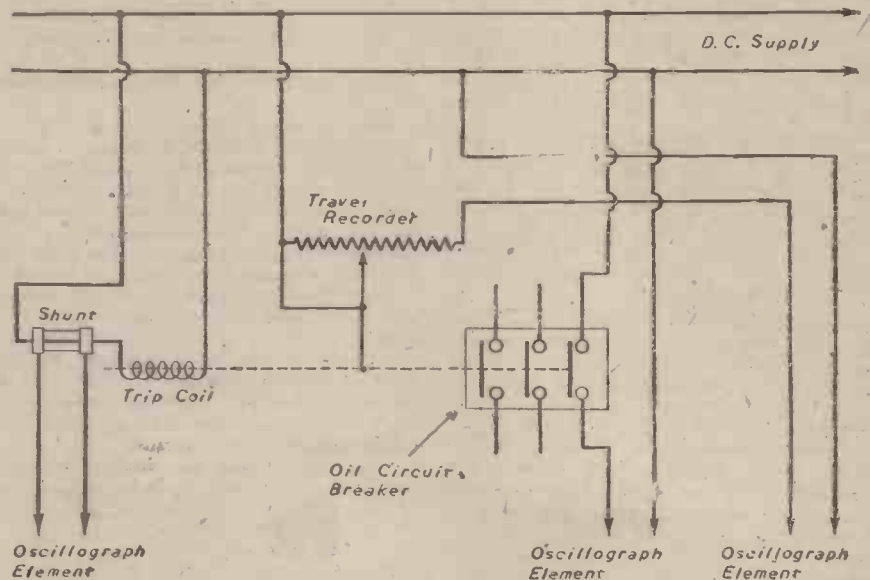 D.C. Supply
Travel
Recorder
Shunt
Trip Coil
Oil Circuit
Breaker
Oscillograph
Element
Oscillograph
Element
Oscillograph
Element